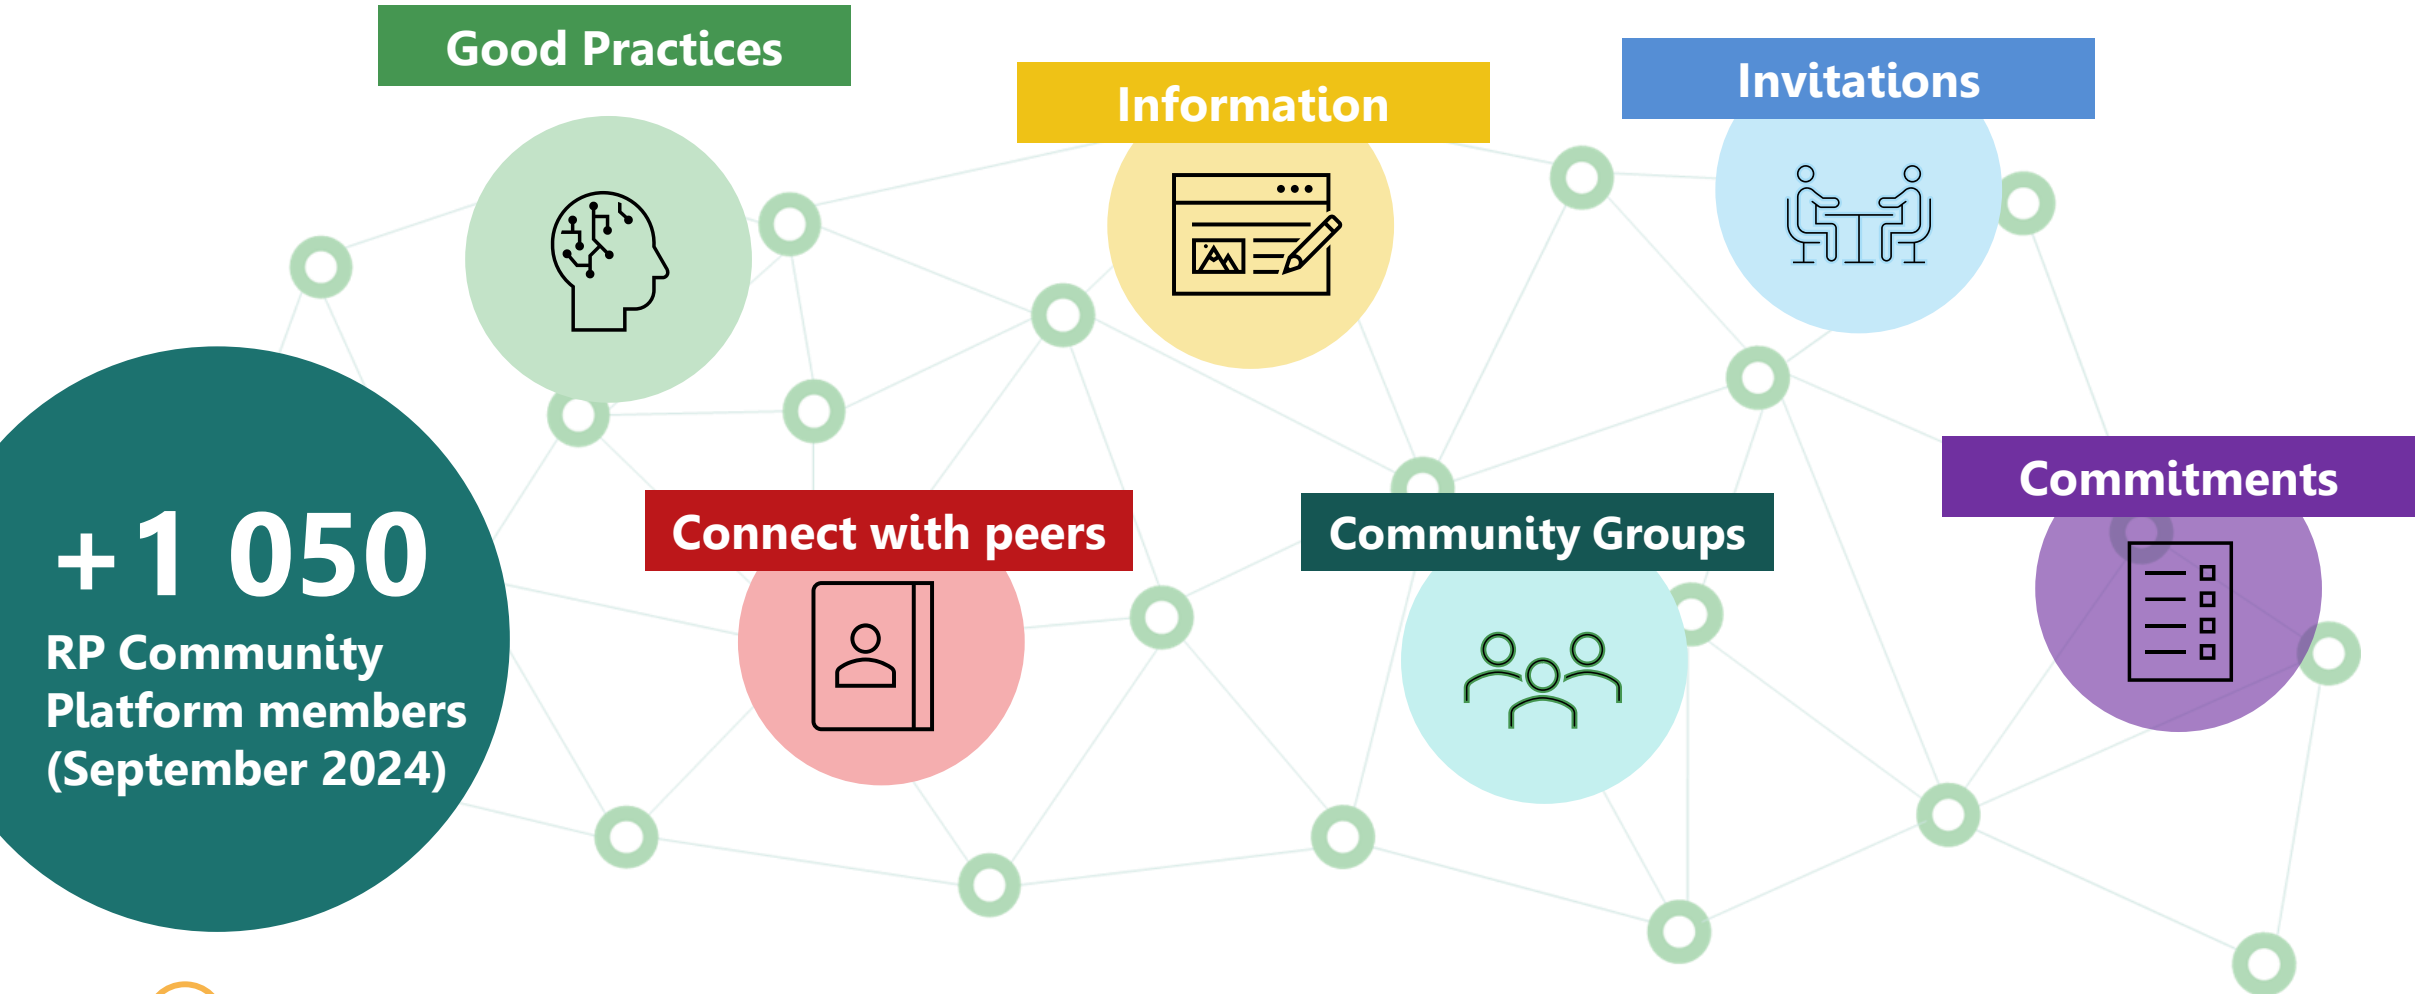 Good Practices
Information
Invitations
+1 050
RP Community
Platform members
(September 2024)
Connect with peers
Community Groups
Commitments